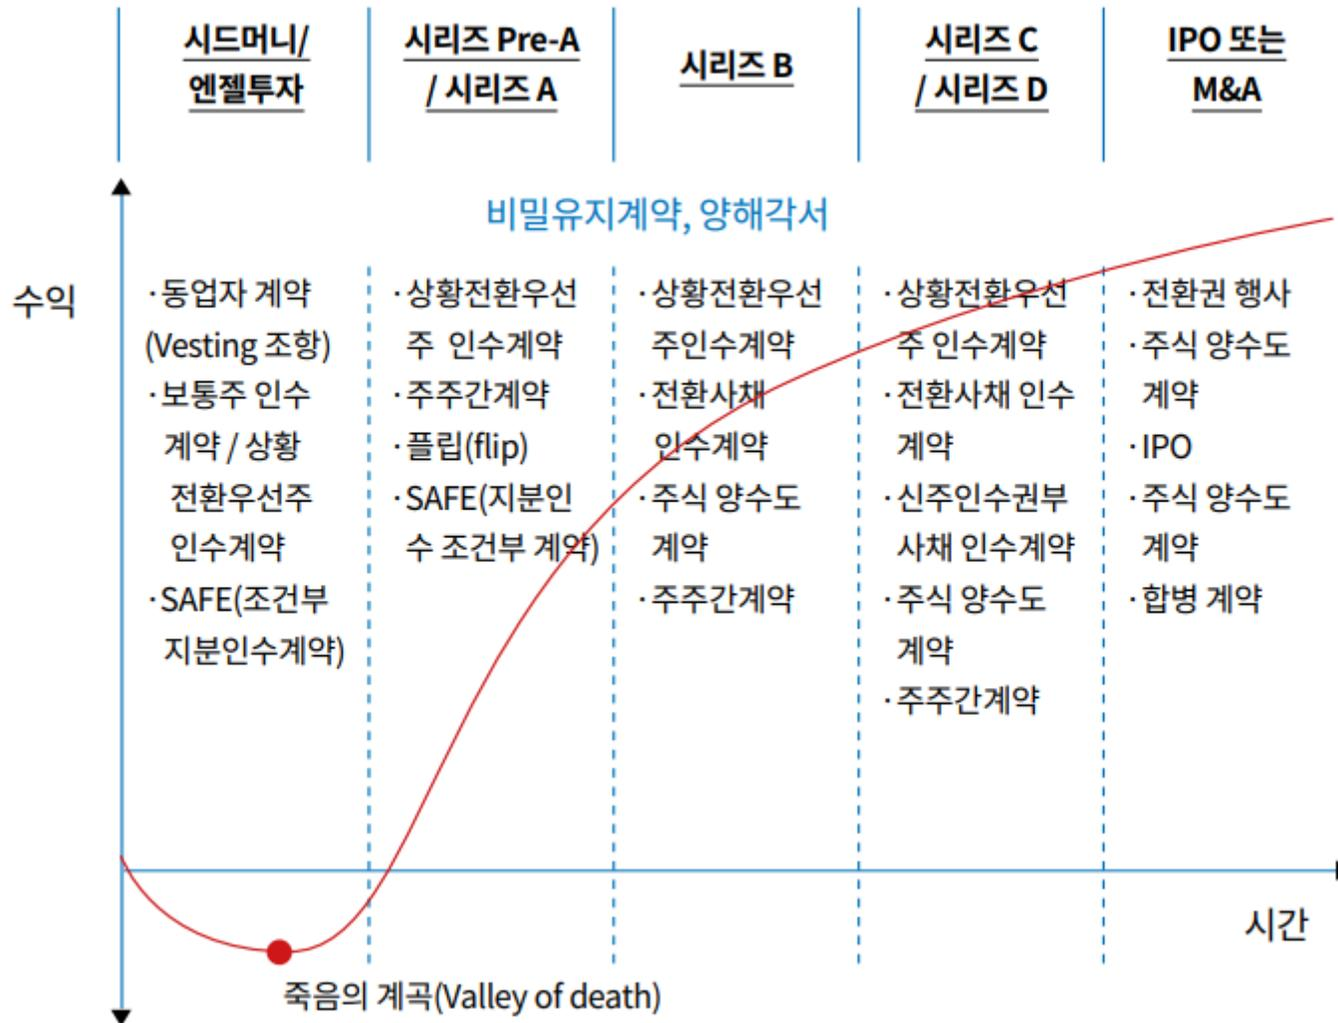 시드머니/
엔젤투자
시리즈 Pre-A
/ 시리즈 A
시리즈 B
시리즈 C
/ 시리즈 D
IPO 또는
M&A
비밀유지계약, 양해각서
수익
·동업자 계약
(Vesting 조항)
·보통주 인수
계약 / 상황
전환우선주
인수계약
·SAFE(조건부
지분인수계약)
·상황전환우선
주 인수계약
·주주간계약
·플립(flip)
·SAFE(지분인
수 조건부 계약)
·상황전환우선
주인수계약
·전환사채
인수계약
·주식 양수도
계약
·주주간계약
·상황전환우선
주 인수계약
·전환사채 인수
계약
·신주인수권부
사채 인수계약
·주식 양수도
계약
·주주간계약
·전환권 행사
·주식 양수도
계약
·IPO
·주식 양수도
계약
·합병 계약
시간
죽음의 계곡(Valley of death)